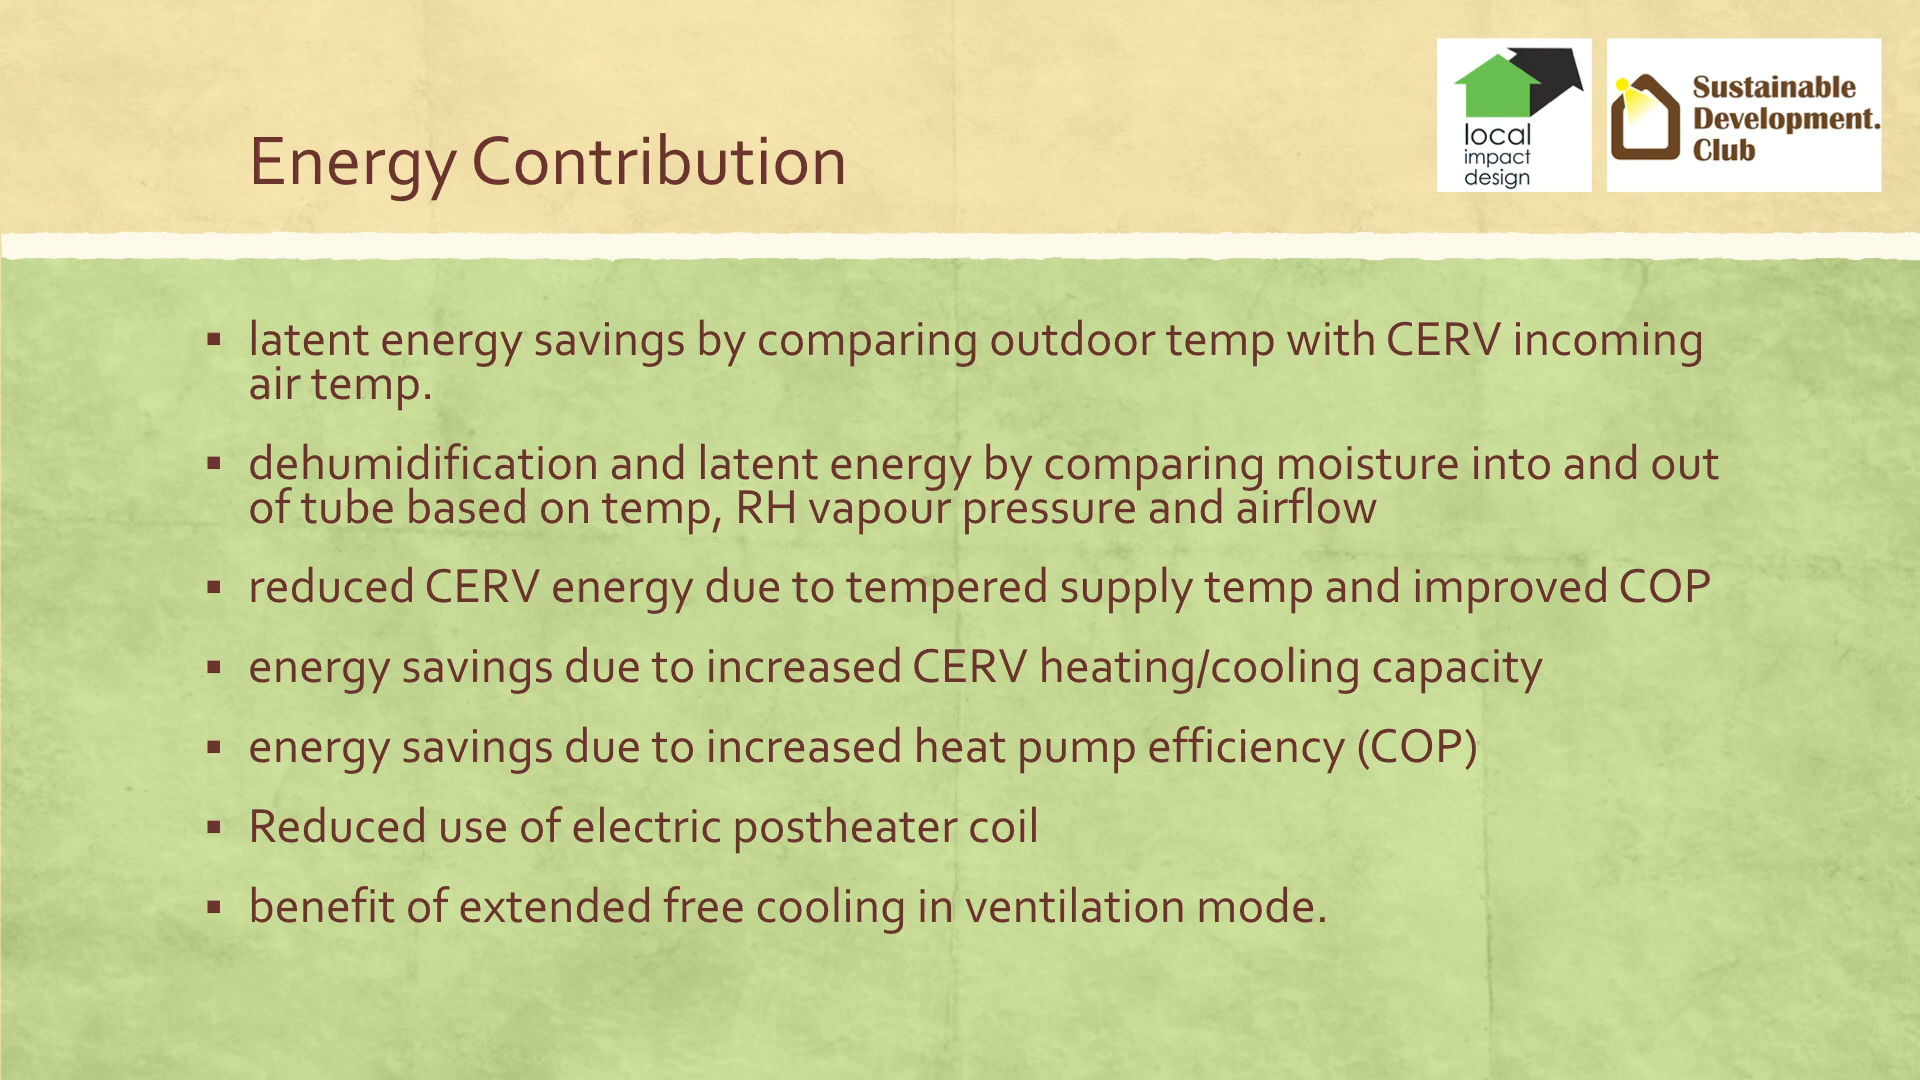 local
impact
design
Sustainable
Development.
Club
Energy Contribution
▪ latent energy savings by comparing outdoor temp with CERV incoming
air temp.
▪ dehumidification and latent energy by comparing moisture into and out
of tube based on temp, RH vapour pressure and airflow
▪ reduced CERV energy due to tempered supply temp and improved COP
▪ energy savings due to increased CERV heating/cooling capacity
▪ energy savings due to increased heat pump efficiency (COP)
▪ Reduced use of electric postheater coil
▪ benefit of extended free cooling in ventilation mode.